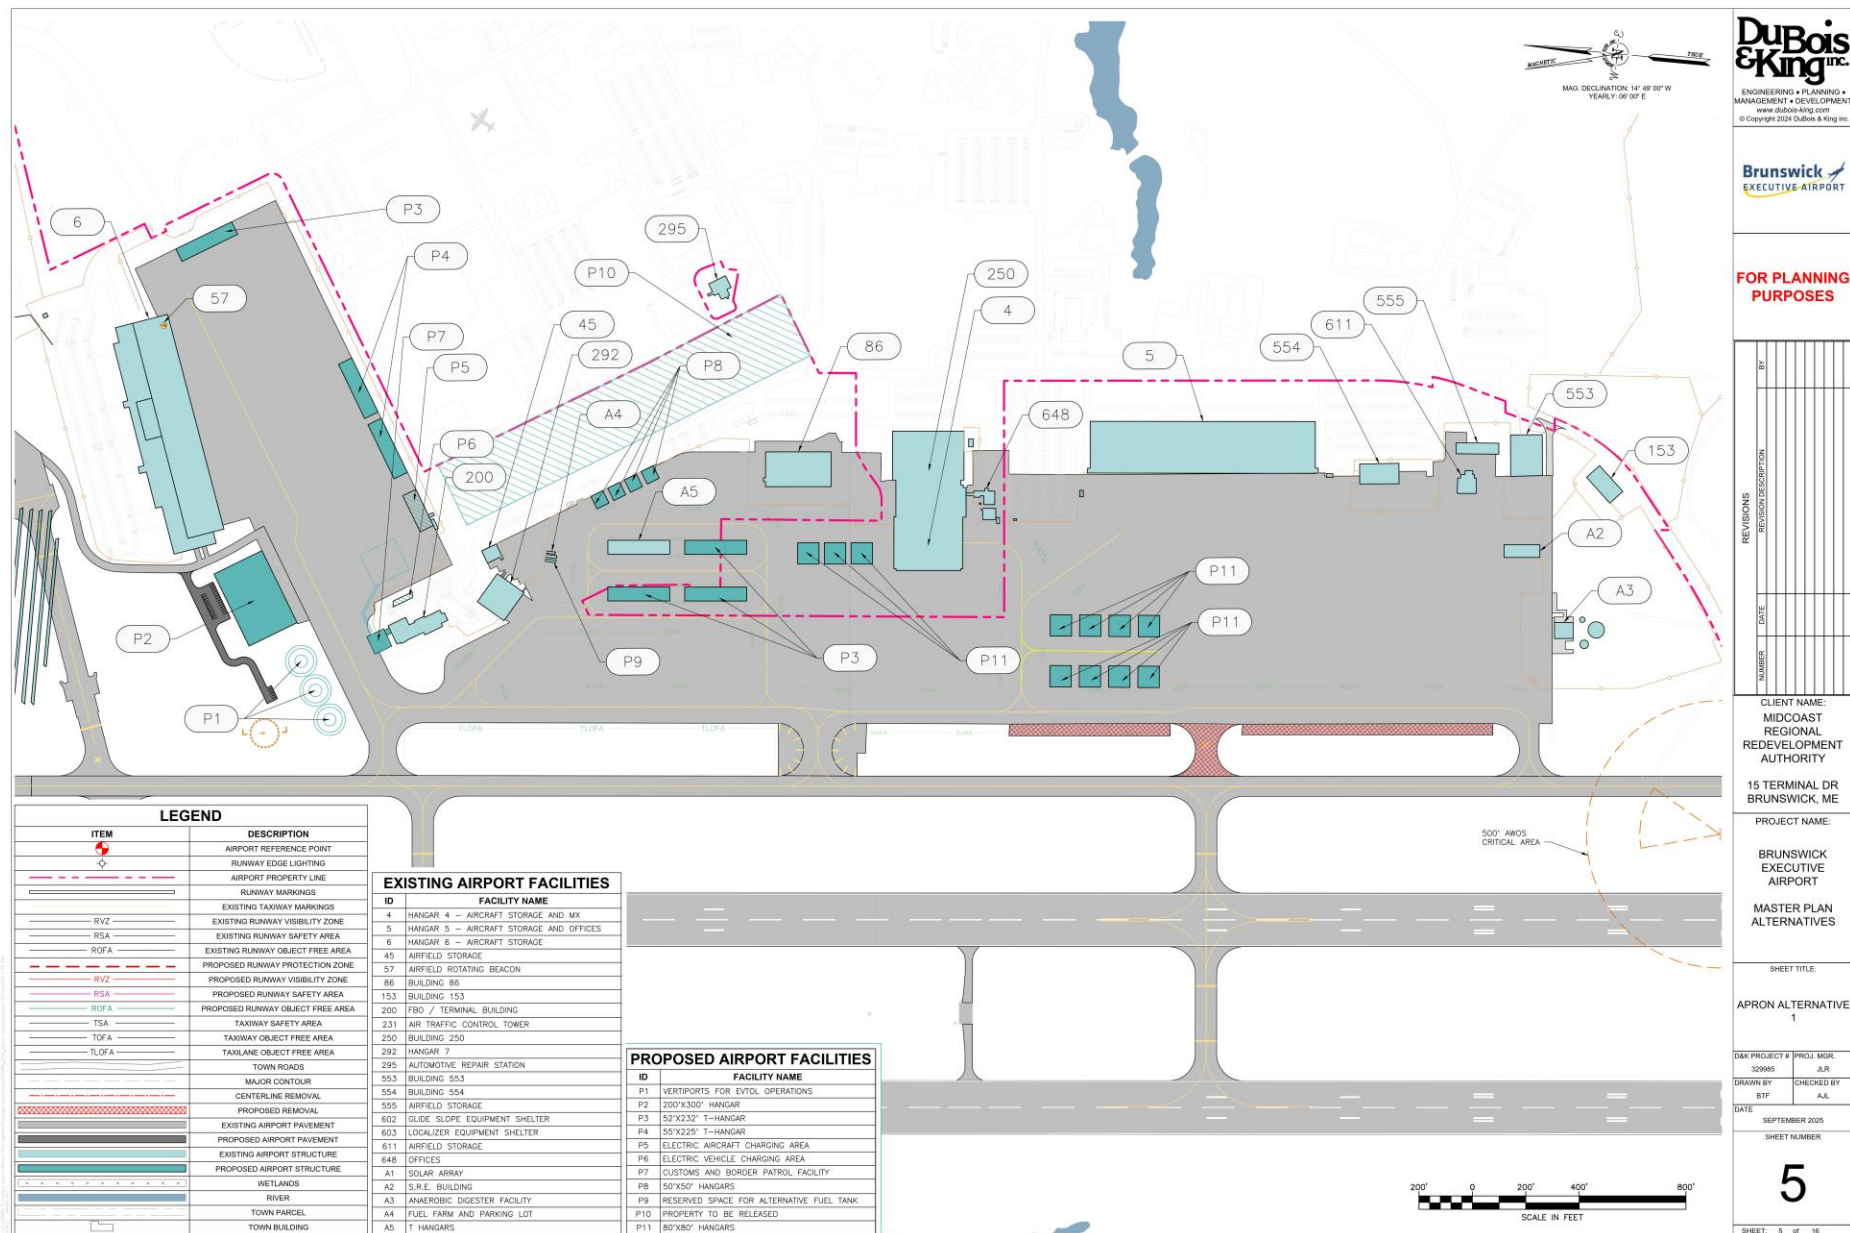 MAGNETIC
TRUE
MAG. DECLINATION: 14° 49' 00" W
YEARLY: 06' 00" E
DuBois
&King inc.
ENGINEERING • PLANNING •
MANAGEMENT • DEVELOPMENT
www.dubois-king.com
© Copyright 2024 DuBois & King inc.
Brunswick
EXECUTIVE AIRPORT
FOR PLANNING
PURPOSES
6
P3
P4
57
P7
P5
P6
200
45
292
A4
P10
295
P8
A5
86
250
4
648
5
554
611
555
553
153
A2
A3
P2
P1
P9
P3
P11
P11
P11
TLOFA
TLOFA
TLOFA
500' AWOS
CRITICAL AREA
REVISIONS
NUMBER
DATE
REVISION DESCRIPTION
BY
CLIENT NAME:
MIDCOAST
REGIONAL
REDEVELOPMENT
AUTHORITY
15 TERMINAL DR
BRUNSWICK, ME
PROJECT NAME:
BRUNSWICK
EXECUTIVE
AIRPORT
MASTER PLAN
ALTERNATIVES
SHEET TITLE:
APRON ALTERNATIVE
1
D&K PROJECT # PROJ. MGR.
329985 JLR
DRAWN BY CHECKED BY
BTF AJL
DATE
SEPTEMBER 2025
SHEET NUMBER
5
SHEET: 5 of 16
LEGEND
ITEM DESCRIPTION
AIRPORT REFERENCE POINT
RUNWAY EDGE LIGHTING
AIRPORT PROPERTY LINE
RUNWAY MARKINGS
EXISTING TAXIWAY MARKINGS
RVZ EXISTING RUNWAY VISIBILITY ZONE
RSA EXISTING RUNWAY SAFETY AREA
ROFA EXISTING RUNWAY OBJECT FREE AREA
PROPOSED RUNWAY PROTECTION ZONE
RVZ PROPOSED RUNWAY VISIBILITY ZONE
RSA PROPOSED RUNWAY SAFETY AREA
ROFA PROPOSED RUNWAY OBJECT FREE AREA
TSA TAXIWAY SAFETY AREA
TOFA TAXIWAY OBJECT FREE AREA
TLOFA TAXILANE OBJECT FREE AREA
TOWN ROADS
MAJOR CONTOUR
CENTERLINE REMOVAL
PROPOSED REMOVAL
EXISTING AIRPORT PAVEMENT
PROPOSED AIRPORT PAVEMENT
EXISTING AIRPORT STRUCTURE
PROPOSED AIRPORT STRUCTURE
WETLANDS
RIVER
TOWN PARCEL
TOWN BUILDING
EXISTING AIRPORT FACILITIES
ID FACILITY NAME
4 HANGAR 4 – AIRCRAFT STORAGE AND MX
5 HANGAR 5 – AIRCRAFT STORAGE AND OFFICES
6 HANGAR 6 – AIRCRAFT STORAGE
45 AIRFIELD STORAGE
57 AIRFIELD ROTATING BEACON
86 BUILDING 86
153 BUILDING 153
200 FBO / TERMINAL BUILDING
231 AIR TRAFFIC CONTROL TOWER
250 BUILDING 250
292 HANGAR 7
295 AUTOMOTIVE REPAIR STATION
553 BUILDING 553
554 BUILDING 554
555 AIRFIELD STORAGE
602 GLIDE SLOPE EQUIPMENT SHELTER
603 LOCALIZER EQUIPMENT SHELTER
611 AIRFIELD STORAGE
648 OFFICES
A1 SOLAR ARRAY
A2 S.R.E. BUILDING
A3 ANAEROBIC DIGESTER FACILITY
A4 FUEL FARM AND PARKING LOT
A5 T HANGARS
PROPOSED AIRPORT FACILITIES
ID FACILITY NAME
P1 VERTIPORTS FOR EVTOL OPERATIONS
P2 200'X300' HANGAR
P3 52'X232' T–HANGAR
P4 55'X225' T–HANGAR
P5 ELECTRIC AIRCRAFT CHARGING AREA
P6 ELECTRIC VEHICLE CHARGING AREA
P7 CUSTOMS AND BORDER PATROL FACILITY
P8 50'X50' HANGARS
P9 RESERVED SPACE FOR ALTERNATIVE FUEL TANK
P10 PROPERTY TO BE RELEASED
P11 80'X80' HANGARS
200' 0 200' 400' 800'
SCALE IN FEET